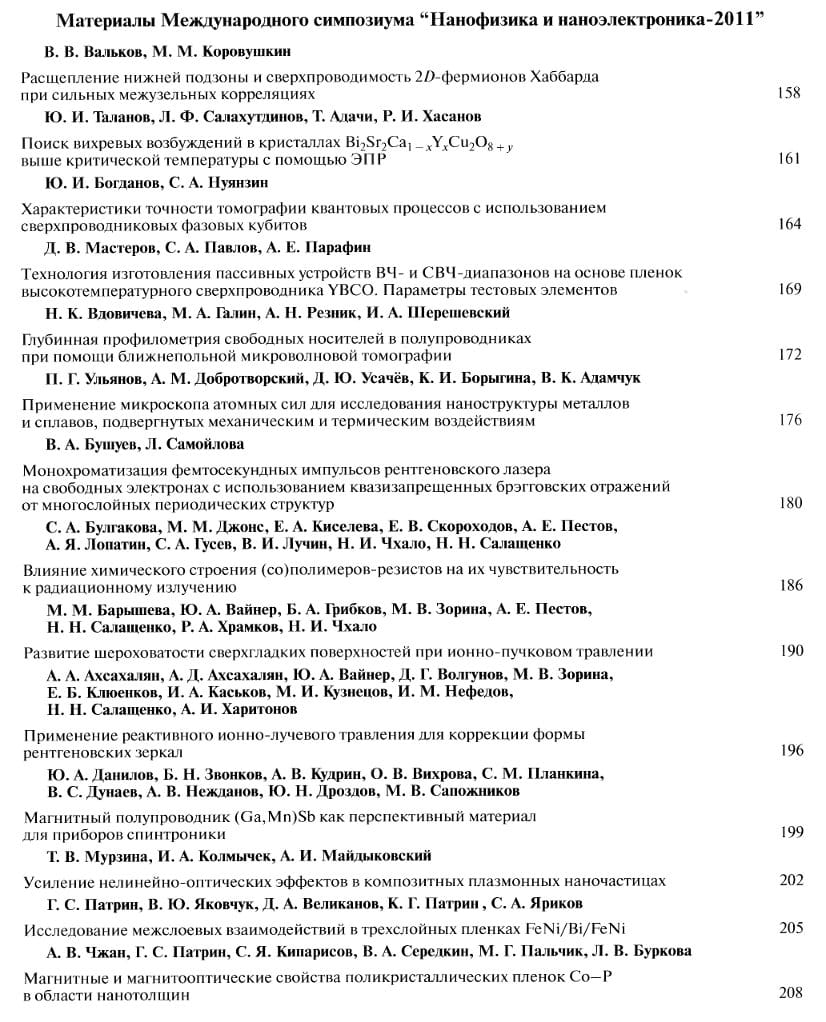 Материалы Международного симпозиума “Нанофизика и наноэлектроника-2011”
В. В. Вальков, М. М. Коровушкин
Расщепление нижней подзоны и сверхпроводимость 2D-фермионов Хаббарда
при сильных межузельных корреляциях 158
Ю. И. Таланов, Л. Ф. Салахутдинов, Т. Адачи, Р. И. Хасанов
Поиск вихревых возбуждений в кристаллах Bi₂Sr₂Ca₁₋ₓYₓCu₂O₈₊y
выше критической температуры с помощью ЭПР 161
Ю. И. Богданов, С. А. Нуянзин
Характеристики точности томографии квантовых процессов с использованием
сверхпроводниковых фазовых кубитов 164
Д. В. Мастеров, С. А. Павлов, А. Е. Парафин
Технология изготовления пассивных устройств ВЧ- и СВЧ-диапазонов на основе пленок
высокотемпературного сверхпроводника YBCO. Параметры тестовых элементов 169
Н. К. Вдовичева, М. А. Галин, А. Н. Резник, И. А. Шерешевский
Глубинная профилометрия свободных носителей в полупроводниках
при помощи ближнепольной микроволновой томографии 172
П. Г. Ульянов, А. М. Добротворский, Д. Ю. Усачёв, К. И. Борыгина, В. К. Адамчук
Применение микроскопа атомных сил для исследования наноструктуры металлов
и сплавов, подвергнутых механическим и термическим воздействиям 176
В. А. Бушуев, Л. Самойлова
Монохроматизация фемтосекундных импульсов рентгеновского лазера
на свободных электронах с использованием квазизапрещенных брэгговских отражений
от многослойных периодических структур 180
С. А. Булгакова, М. М. Джонс, Е. А. Киселева, Е. В. Скороходов, А. Е. Пестов,
А. Я. Лопатин, С. А. Гусев, В. И. Лучин, Н. И. Чхало, Н. Н. Салащенко
Влияние химического строения (со)полимеров-резистов на их чувствительность
к радиационному излучению 186
М. М. Барышева, Ю. А. Вайнер, Б. А. Грибков, М. В. Зорина, А. Е. Пестов,
Н. Н. Салащенко, Р. А. Храмков, Н. И. Чхало
Развитие шероховатости сверхгладких поверхностей при ионно-пучковом травлении 190
А. А. Ахсахалян, А. Д. Ахсахалян, Ю. А. Вайнер, Д. Г. Волгунов, М. В. Зорина,
Е. Б. Клюенков, И. А. Каськов, М. И. Кузнецов, И. М. Нефедов,
Н. Н. Салащенко, А. И. Харитонов
Применение реактивного ионно-лучевого травления для коррекции формы
рентгеновских зеркал 196
Ю. А. Данилов, Б. Н. Звонков, А. В. Кудрин, О. В. Вихрова, С. М. Планкина,
В. С. Дунаев, А. В. Нежданов, Ю. Н. Дроздов, М. В. Сапожников
Магнитный полупроводник (Ga,Mn)Sb как перспективный материал
для приборов спинтроники 199
Т. В. Мурзина, И. А. Колмычек, А. И. Майдыковский
Усиление нелинейно-оптических эффектов в композитных плазмонных наночастицах 202
Г. С. Патрин, В. Ю. Яковчук, Д. А. Великанов, К. Г. Патрин , С. А. Яриков
Исследование межслоевых взаимодействий в трехслойных пленках FeNi/Bi/FeNi 205
А. В. Чжан, Г. С. Патрин, С. Я. Кипарисов, В. А. Середкин, М. Г. Пальчик, Л. В. Буркова
Магнитные и магнитооптические свойства поликристаллических пленок Co–P
в области нанотолщин 208